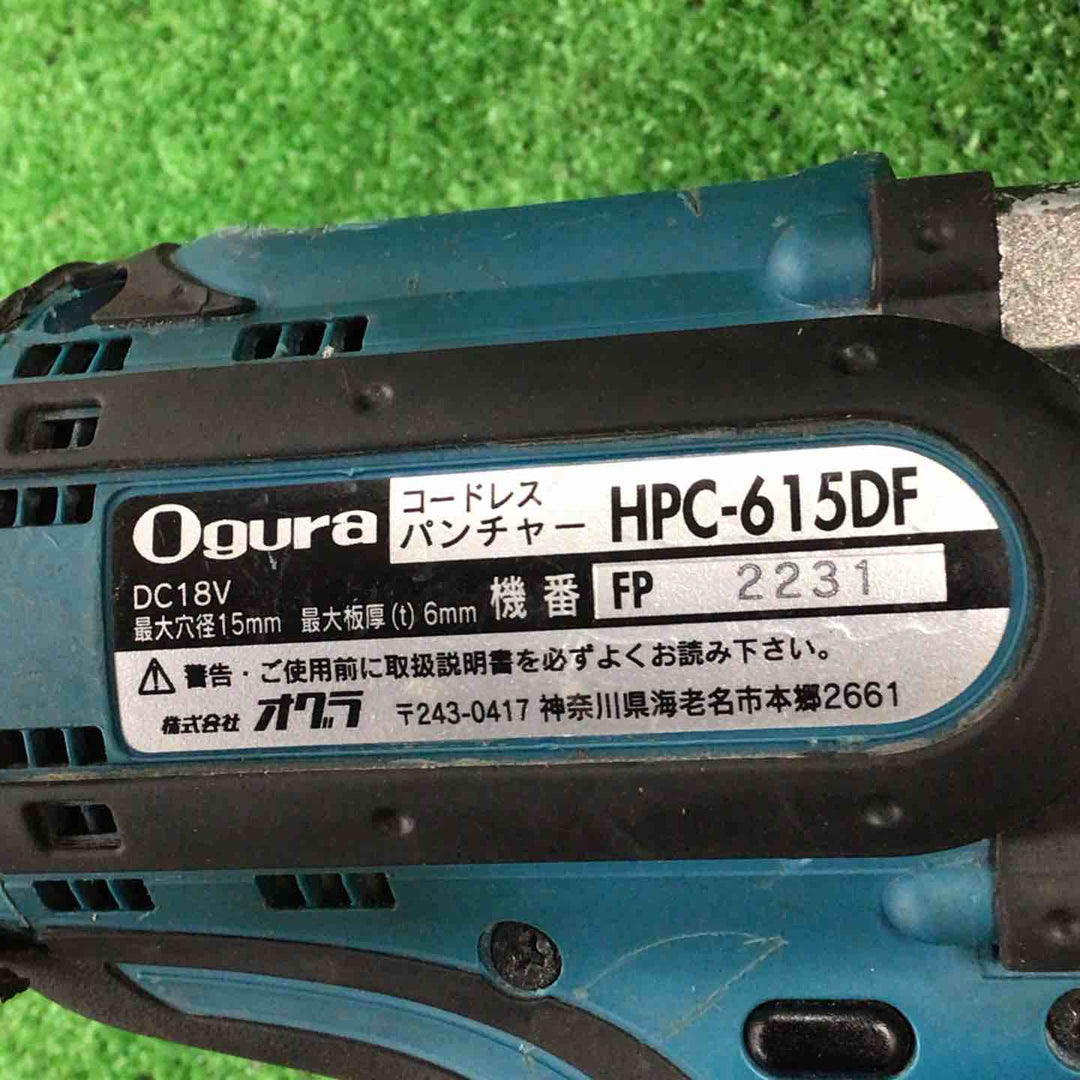 Ogura
コードレス
パンチャー HPC-615DF
DC18V
最大穴径15mm 最大板厚(t) 6mm
機番 FP 2231
警告・ご使用前に取扱説明書を必ずよくお読み下さい。
株式会社 オグラ 〒243-0417 神奈川県海老名市本郷2661